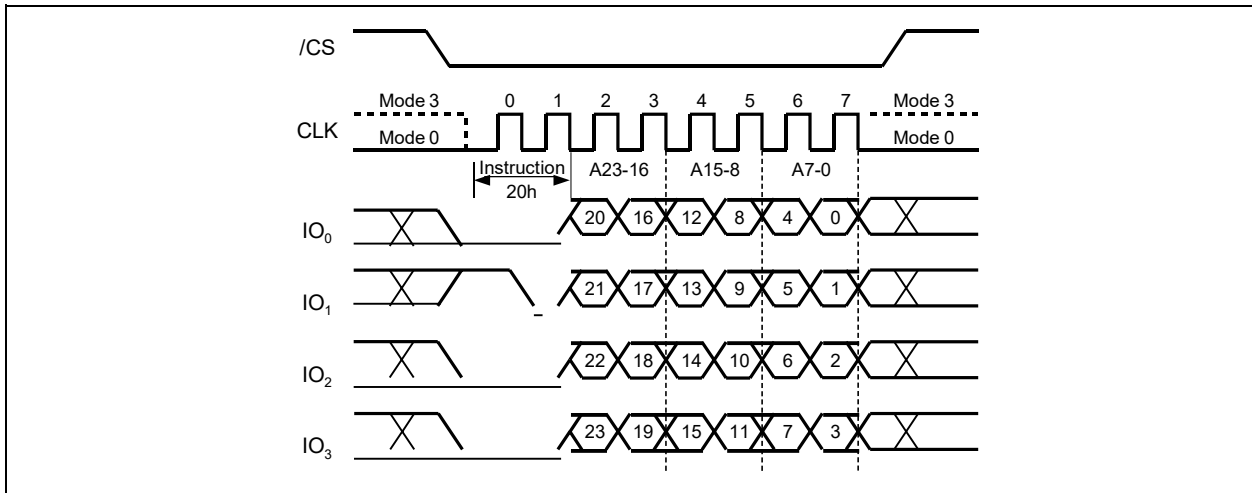 /CS
Mode 3 0 1 2 3 4 5 6 7 Mode 3
CLK
Mode 0 Mode 0
Instruction A23-16 A15-8 A7-0
20h
IO0 20 16 12 8 4 0
IO1 21 17 13 9 5 1
IO2 22 18 14 10 6 2
IO3 23 19 15 11 7 3